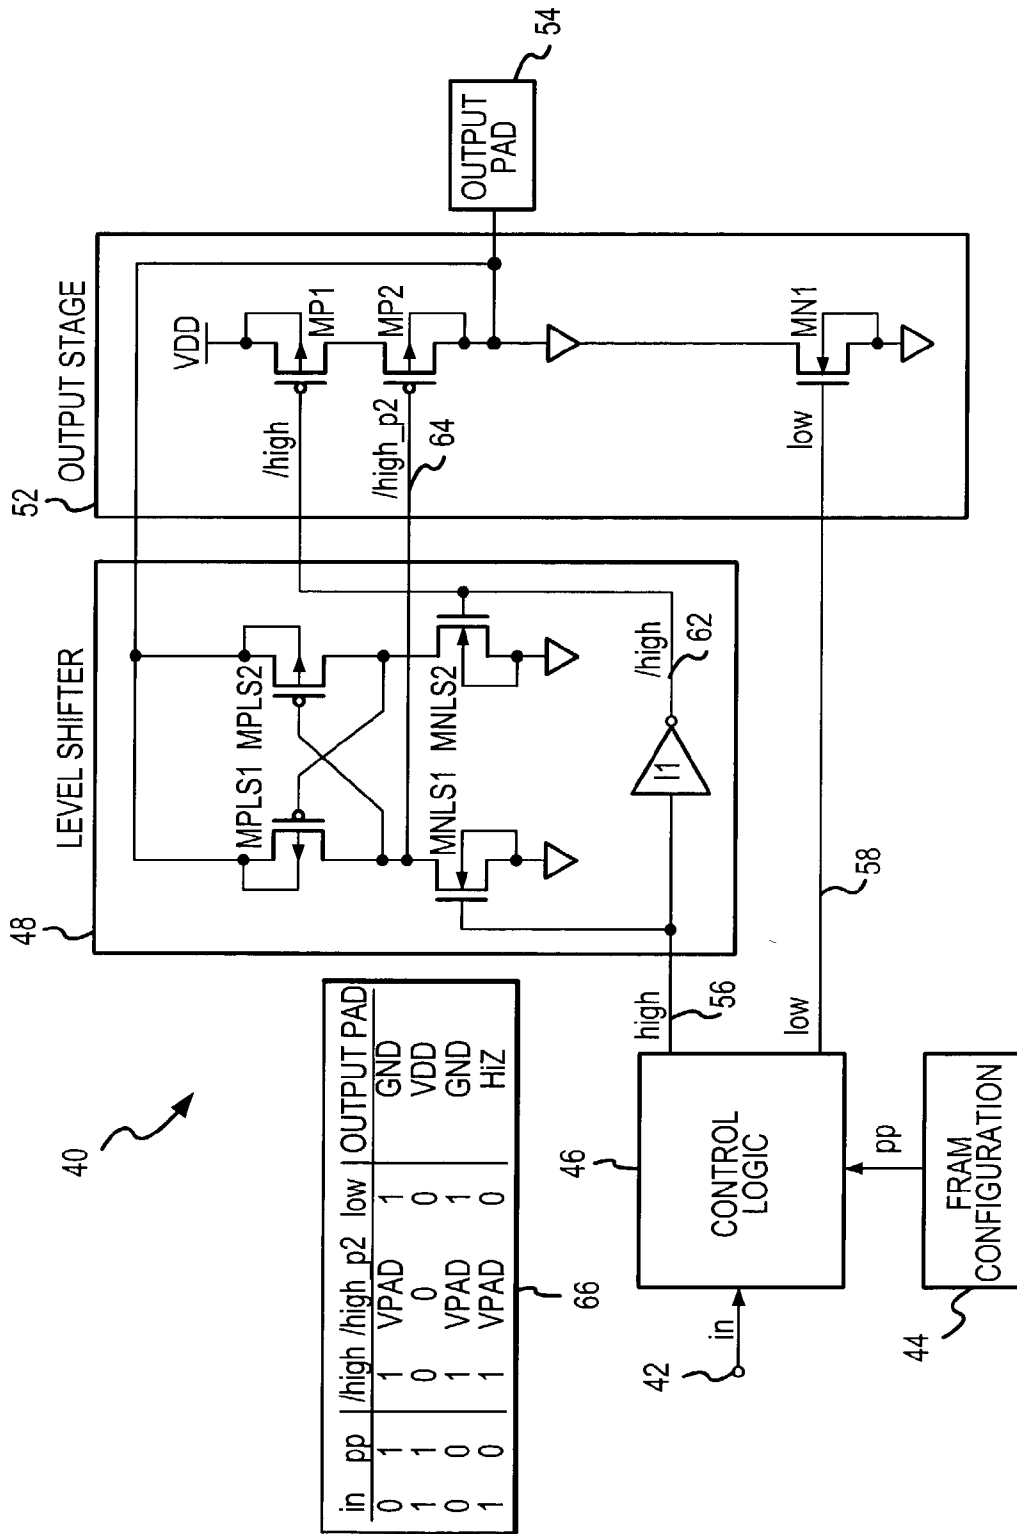 40
in pp /high /high_p2 low OUTPUT PAD
0 1 1 VPAD 1 GND
1 1 0 0 0 VDD
0 0 1 VPAD 1 GND
1 0 1 VPAD 0 HiZ
66
48
LEVEL SHIFTER
MPLS1 MPLS2
MNLS1 MNLS2
I1
/high
62
52
OUTPUT STAGE
VDD
/high
MP1
/high_p2
MP2
64
low
MN1
OUTPUT
PAD
54
42
in
46
CONTROL
LOGIC
high
56
low
58
pp
44
FRAM
CONFIGURATION